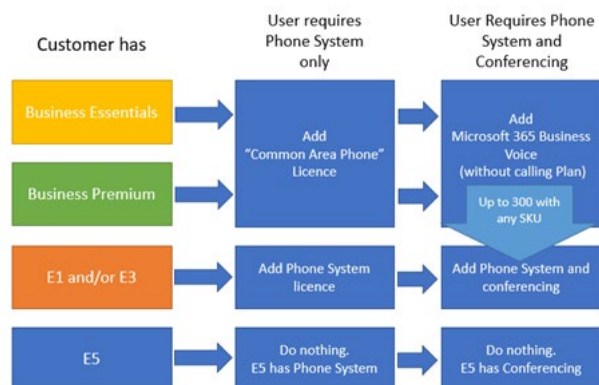 Customer has
User requires
Phone System
only
User Requires Phone
System and
Conferencing
Business Essentials
Add
"Common Area Phone"
Licence
Add
Microsoft 365 Business
Voice
(without calling Plan)
Business Premium
Up to 300 with
any SKU
E1 and/or E3
Add Phone System
licence
Add Phone System and
conferencing
E5
Do nothing.
E5 has Phone System
Do nothing.
E5 has Conferencing